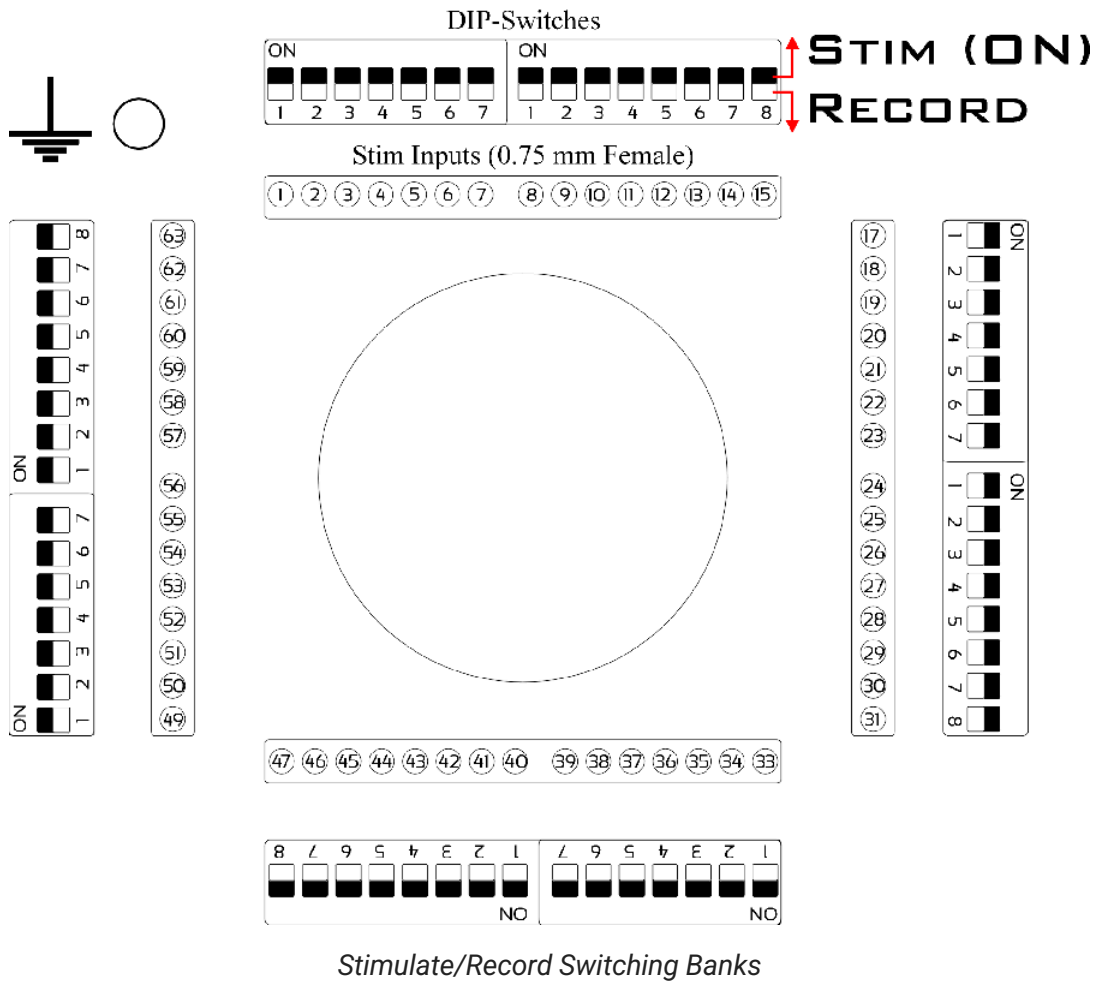 DIP-Switches
ON ON
STIM (ON)
1 2 3 4 5 6 7 1 2 3 4 5 6 7 8
RECORD
Stim Inputs (0.75 mm Female)
1 2 3 4 5 6 7 8 9 10 11 12 13 14 15
8 63 17 1 ON
7 62 18 2
6 61 19 3
5 60 20 4
4 59 21 5
3 58 22 6
2 57 23 7
ON 1 56 24 1 ON
7 55 25 2
6 54 26 3
5 53 27 4
4 52 28 5
3 51 29 6
2 50 30 7
ON 1 49 31 8
47 46 45 44 43 42 41 40 39 38 37 36 35 34 33
8 7 6 5 4 3 2 1 7 6 5 4 3 2 1
ON ON
Stimulate/Record Switching Banks